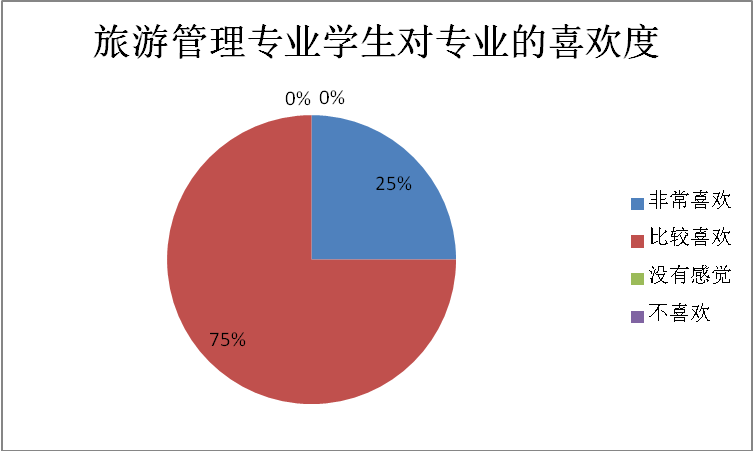 旅游管理专业学生对专业的喜欢度
0% 0%
25%
75%
非常喜欢
比较喜欢
没有感觉
不喜欢